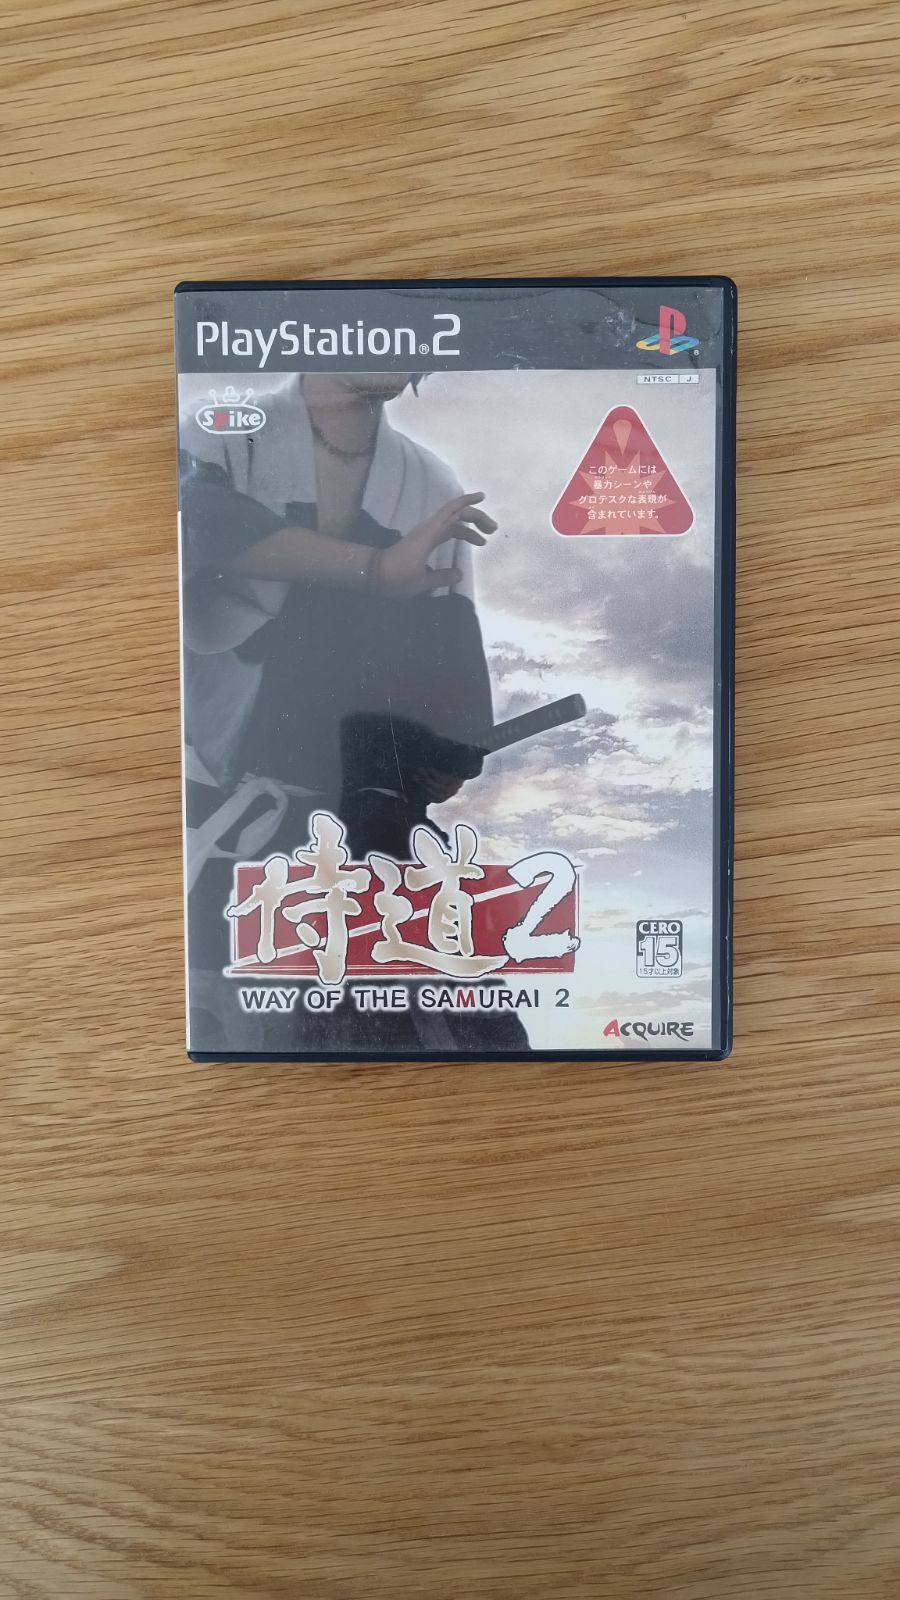 PlayStation®2
NTSC J
Spike
このゲームには
暴力シーンや
グロテスクな表現が
含まれています。
侍道2
WAY OF THE SAMURAI 2
CERO
15
15才以上対象
ACQUIRE